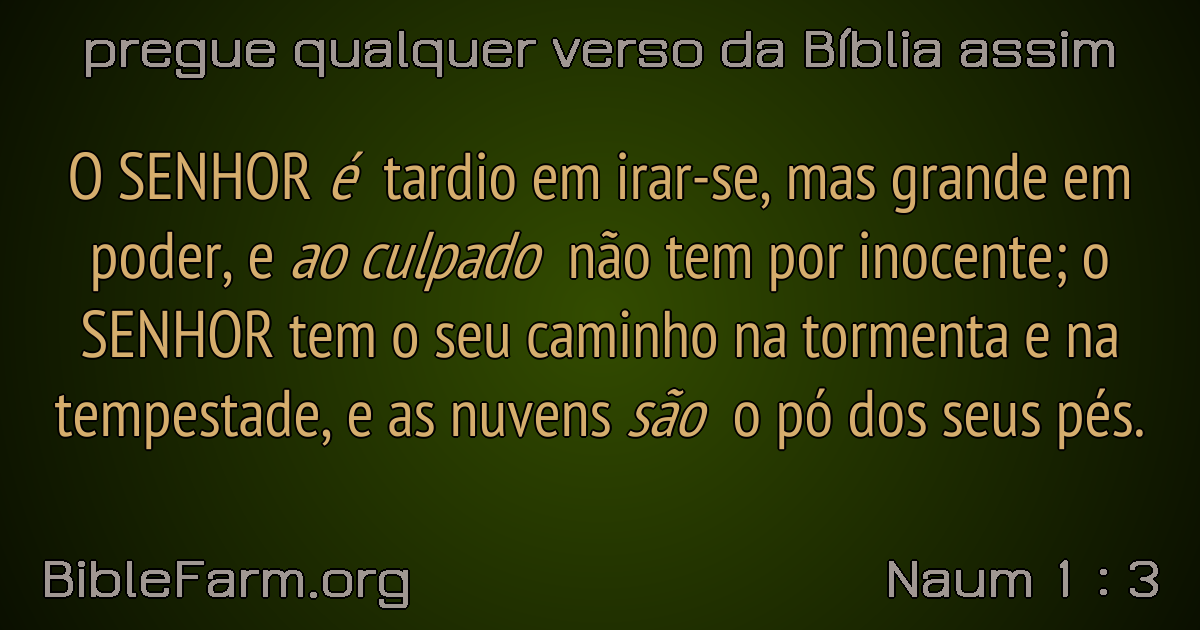 pregue qualquer verso da Bíblia assim
O SENHOR é tardio em irar-se, mas grande em
poder, e ao culpado não tem por inocente; o
SENHOR tem o seu caminho na tormenta e na
tempestade, e as nuvens são o pó dos seus pés.
BibleFarm.org
Naum 1 : 3